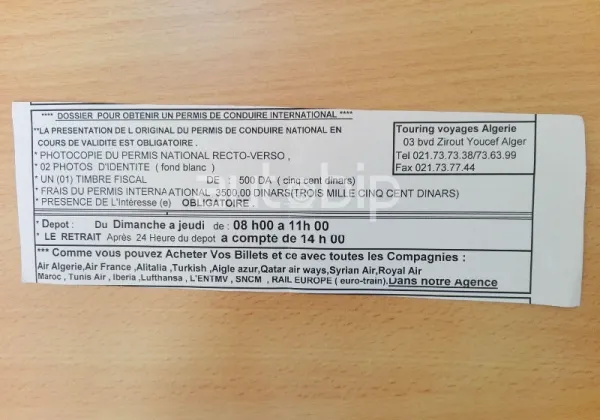 **** DOSSIER POUR OBTENIR UN PERMIS DE CONDUIRE INTERNATIONAL ****
"LA PRESENTATION DE L ORIGINAL DU PERMIS DE CONDUIRE NATIONAL EN
COURS DE VALIDITE EST OBLIGATOIRE .
* PHOTOCOPIE DU PERMIS NATIONAL RECTO-VERSO ,
* 02 PHOTOS D'IDENTITE ( fond blanc )
* UN (01) TIMBRE FISCAL DE 500 DA ( cinq cent dinars)
* FRAIS DU PERMIS INTERNATIONAL 3500,00 DINARS(TROIS MILLE CINQ CENT DINARS)
* PRESENCE DE L'Intéresse (e) OBLIGATOIRE .
Touring voyages Algerie
03 bvd Zirout Youcef Alger
Tel 021.73.73.38/73.63.99
Fax 021.73.77.44
* Depot : Du Dimanche a jeudi de : 08 h00 a 11h 00
* LE RETRAIT Après 24 Heure du depot a compte de 14 h 00
*** Comme vous pouvez Acheter Vos Billets et ce avec toutes les Compagnies :
Air Algerie,Air France ,Alitalia ,Turkish ,Aigle azur,Qatar air ways,Syrian Air,Royal Air
Maroc , Tunis Air , Iberia ,Lufthansa , L'ENTMV , SNCM , RAIL EUROPE ( euro-train).Dans notre Agence